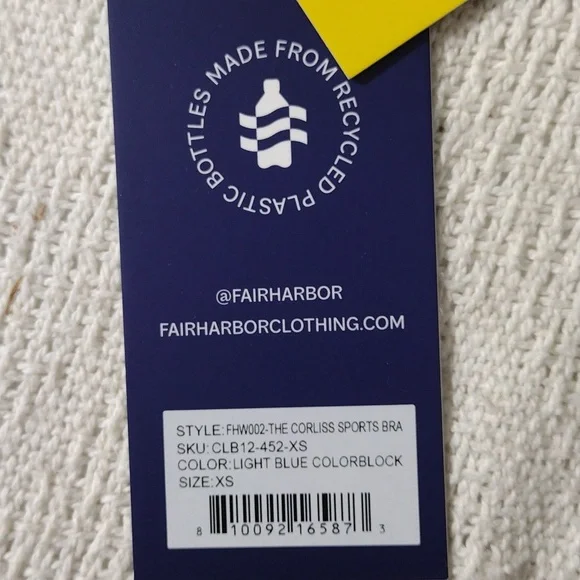 MADE FROM RECYCLED PLASTIC BOTTLES
@FAIRHARBOR
FAIRHARBORCLOTHING.COM
STYLE:FHW002-THE CORLISS SPORTS BRA
SKU:CLB12-452-XS
COLOR:LIGHT BLUE COLORBLOCK
SIZE:XS
8 10092 16587 3